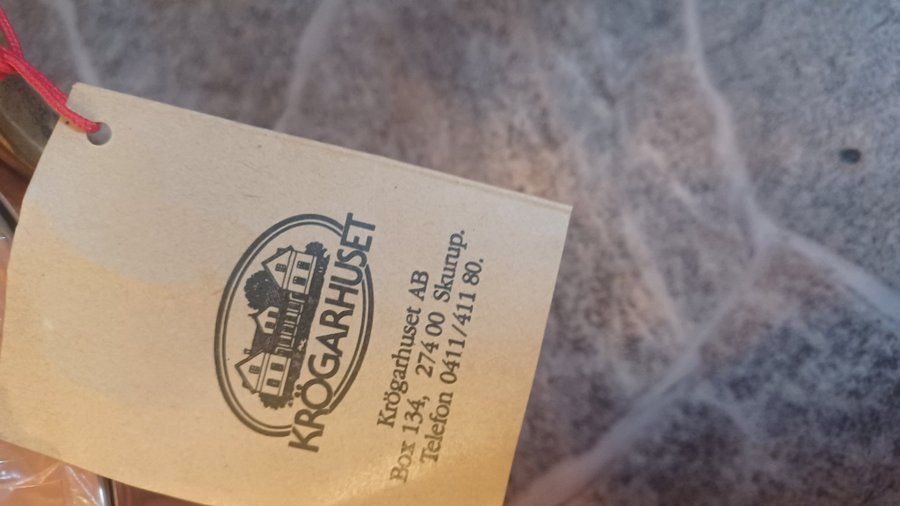 KRÖGARHUSET
Krögarhuset AB
Box 134, 274 00 Skurup.
Telefon 0411/411 80.